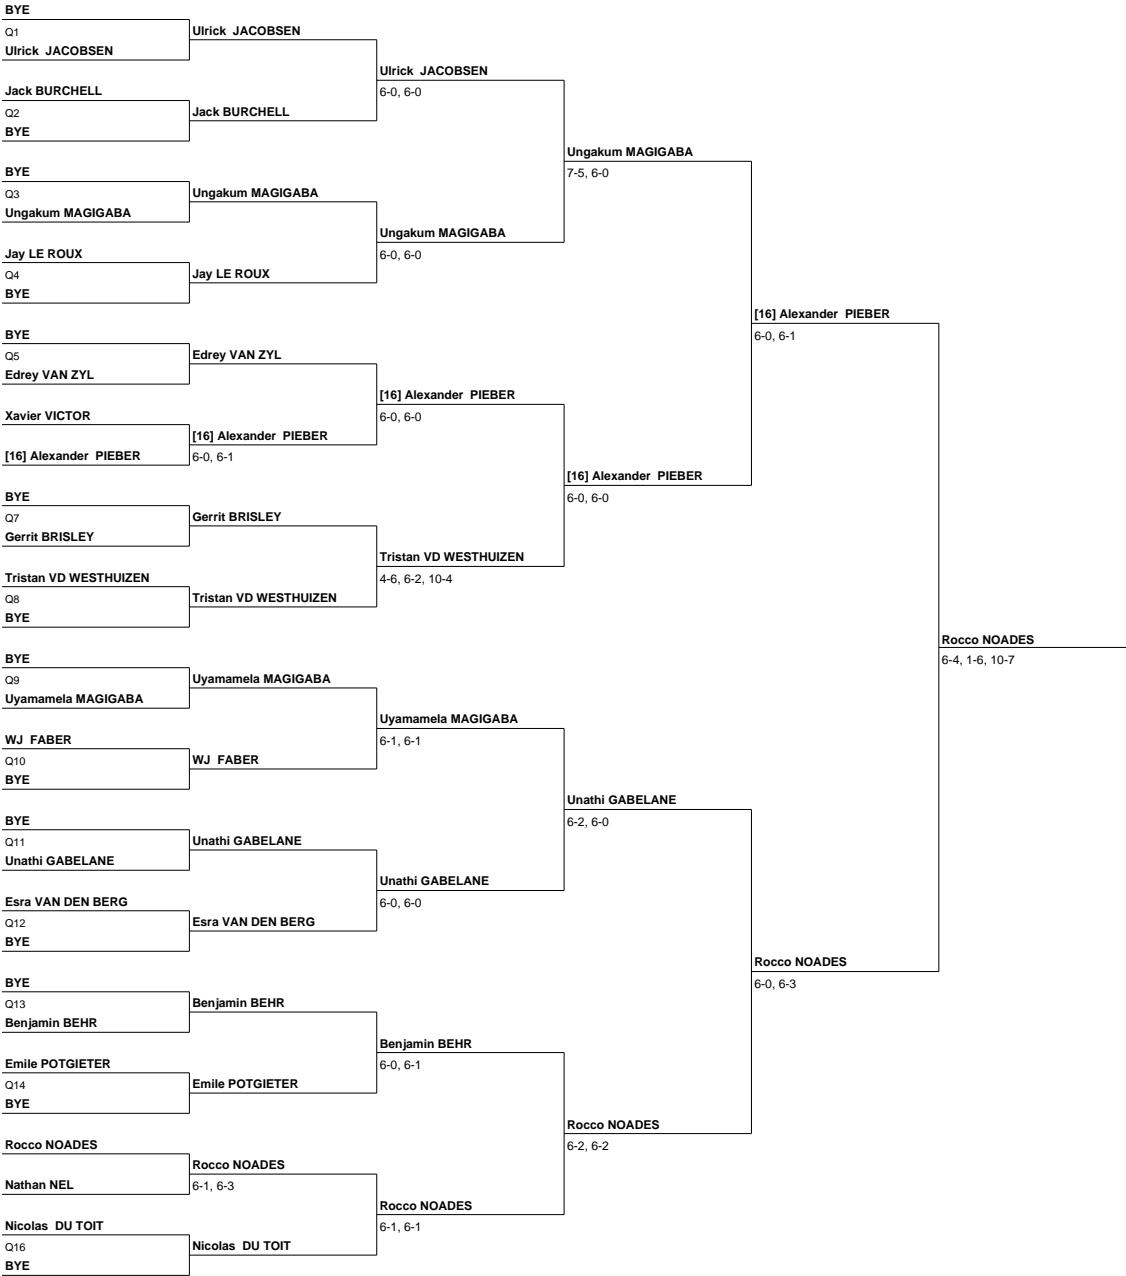 BYE
Q1
Ulrick  JACOBSEN
Jack BURCHELL
Q2
BYE
BYE
Q3
Ungakum MAGIGABA
Jay LE ROUX
Q4
BYE
BYE
Q5
Edrey VAN ZYL
Xavier VICTOR
[16] Alexander  PIEBER
BYE
Q7
Gerrit BRISLEY
Tristan VD WESTHUIZEN
Q8
BYE
BYE
Q9
Uyamamela MAGIGABA
WJ  FABER
Q10
BYE
BYE
Q11
Unathi GABELANE
Esra VAN DEN BERG
Q12
BYE
BYE
Q13
Benjamin BEHR
Emile POTGIETER
Q14
BYE
Rocco NOADES
Nathan NEL
Nicolas  DU TOIT
Q16
BYE
Ulrick  JACOBSEN
Jack BURCHELL
Ungakum MAGIGABA
Jay LE ROUX
Edrey VAN ZYL
[16] Alexander  PIEBER
6-0, 6-1
Gerrit BRISLEY
Tristan VD WESTHUIZEN
Uyamamela MAGIGABA
WJ  FABER
Unathi GABELANE
Esra VAN DEN BERG
Benjamin BEHR
Emile POTGIETER
Rocco NOADES
6-1, 6-3
Nicolas  DU TOIT
Ulrick  JACOBSEN
6-0, 6-0
Ungakum MAGIGABA
6-0, 6-0
[16] Alexander  PIEBER
6-0, 6-0
Tristan VD WESTHUIZEN
4-6, 6-2, 10-4
Uyamamela MAGIGABA
6-1, 6-1
Unathi GABELANE
6-0, 6-0
Benjamin BEHR
6-0, 6-1
Rocco NOADES
6-1, 6-1
Ungakum MAGIGABA
7-5, 6-0
[16] Alexander  PIEBER
6-0, 6-0
Unathi GABELANE
6-2, 6-0
Rocco NOADES
6-2, 6-2
[16] Alexander  PIEBER
6-0, 6-1
Rocco NOADES
6-0, 6-3
Rocco NOADES
6-4, 1-6, 10-7